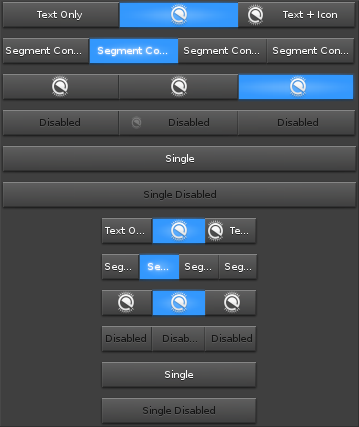 Text Only Text + Icon
Segment Con... Segment Co... Segment Con... Segment Con...
Disabled Disabled Disabled
Single
Single Disabled
Text O... Te...
Seg... Se... Seg... Seg...
Disabled Disab... Disabled
Single
Single Disabled